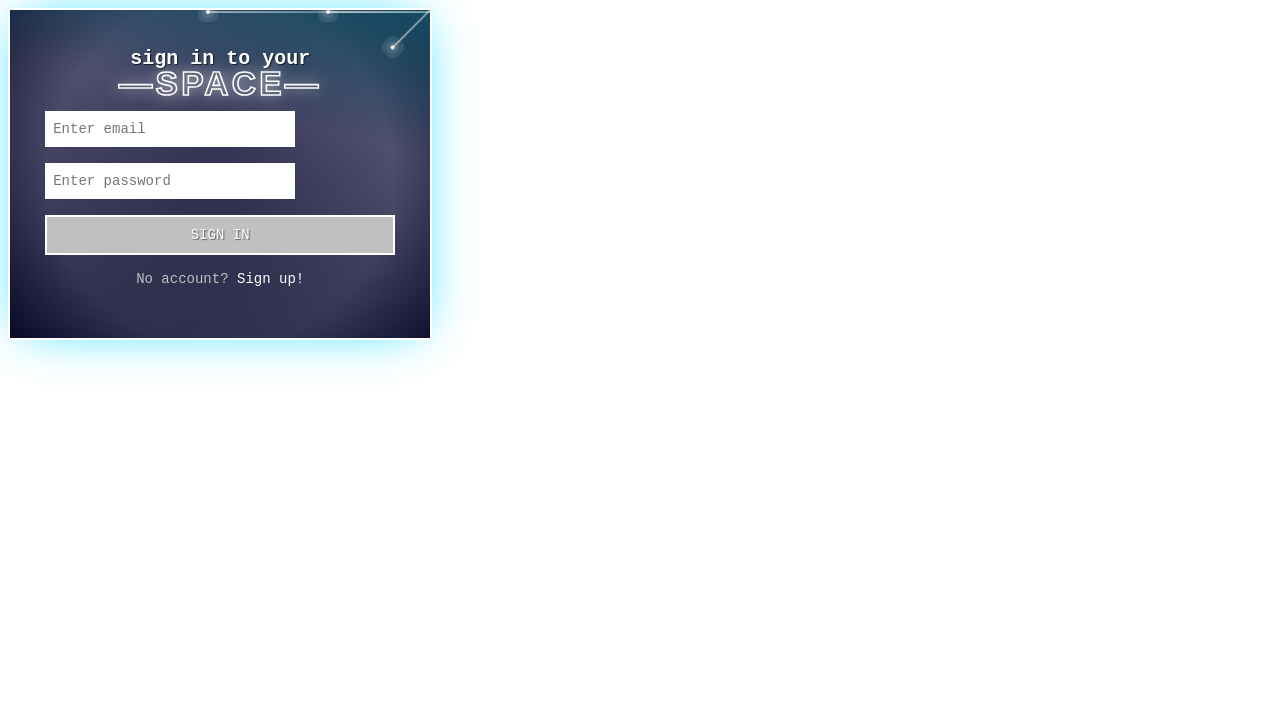 sign in to your
—SPACE—
Enter email
Enter password
SIGN IN
No account? Sign up!